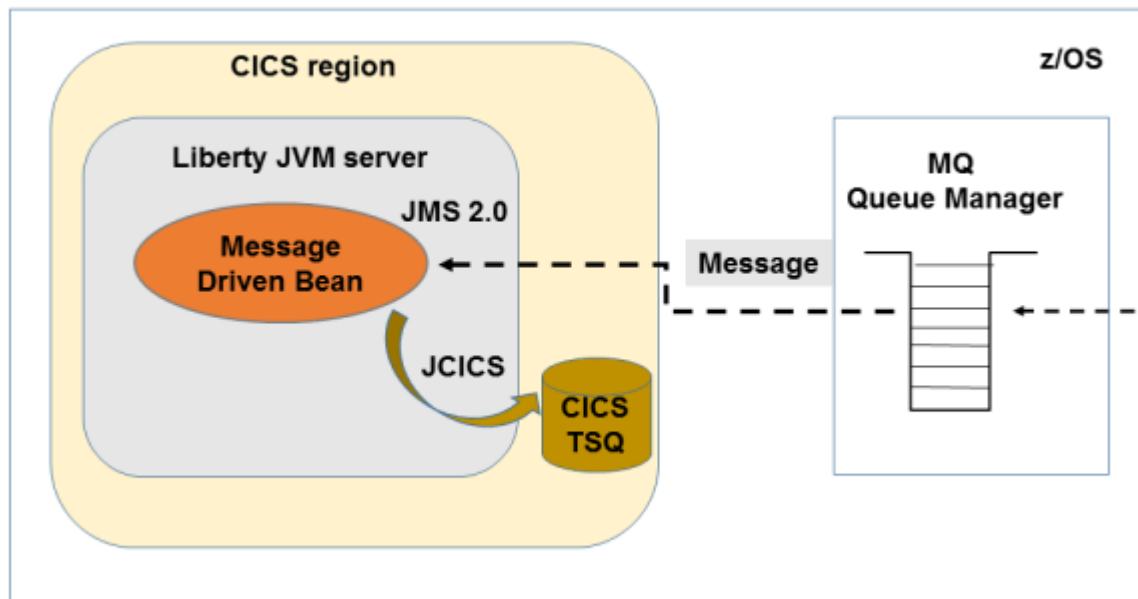 CICS region
z/OS
Liberty JVM server
MQ
Queue Manager
JMS 2.0
Message
Driven Bean
Message
JCICS
CICS
TSQ